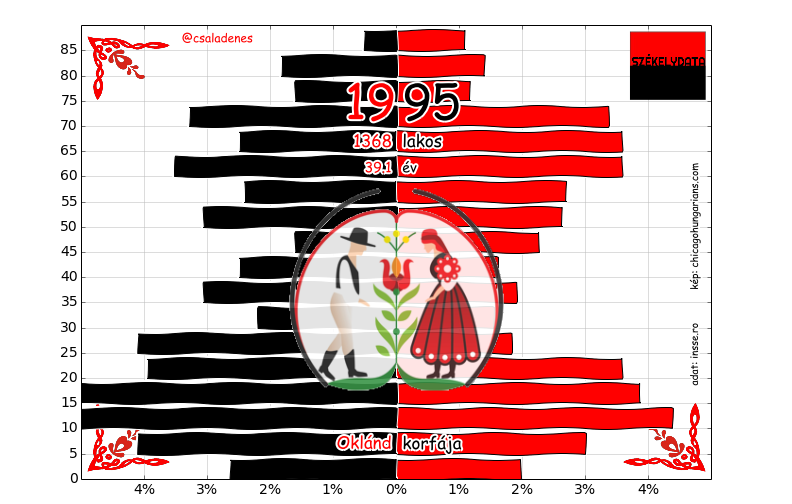 @csaladenes
SZÉKELYDATA
1995
1368 lakos
39.1 év
kép: chicagohungarians.com
adat: insse.ro
Oklánd korfája
85
80
75
70
65
60
55
50
45
40
35
30
25
20
15
10
5
0
4% 3% 2% 1% 0% 1% 2% 3% 4%